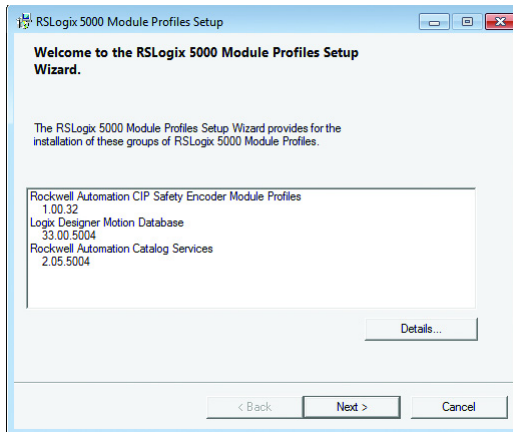 RSLogix 5000 Module Profiles Setup
Welcome to the RSLogix 5000 Module Profiles Setup
Wizard.
The RSLogix 5000 Module Profiles Setup Wizard provides for the
installation of these groups of RSLogix 5000 Module Profiles.
Rockwell Automation CIP Safety Encoder Module Profiles
1.00.32
Logix Designer Motion Database
33.00.5004
Rockwell Automation Catalog Services
2.05.5004
Details...
< Back Next > Cancel